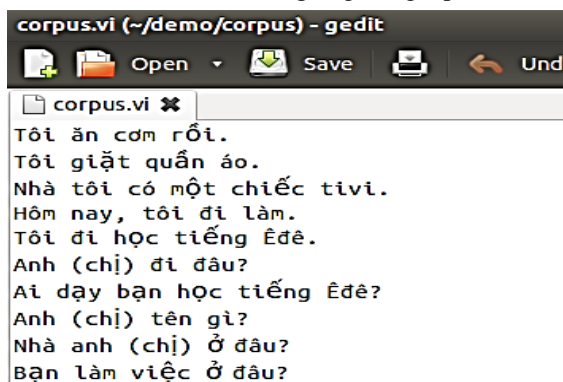 corpus.vi (~/demo/corpus) - gedit
Open Save Und
corpus.vi
Tôi ăn cơm rồi.
Tôi giặt quần áo.
Nhà tôi có một chiếc tivi.
Hôm nay, tôi đi làm.
Tôi đi học tiếng Êđê.
Anh (chị) đi đâu?
Ai dạy bạn học tiếng Êđê?
Anh (chị) tên gì?
Nhà anh (chị) Ở đâu?
Bạn làm việc Ở đâu?